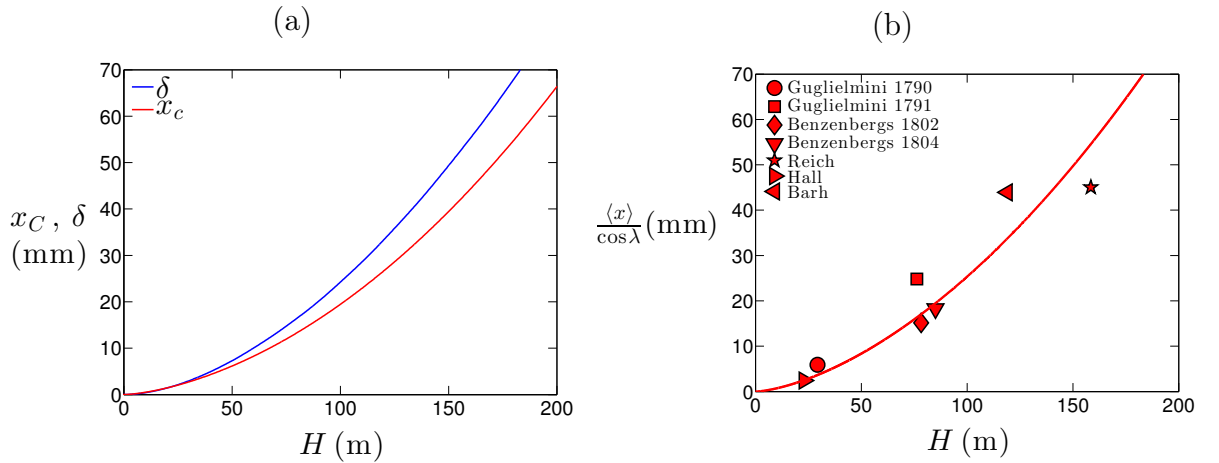 (a)
70
60
50
40
30
20
10
0
0 50 100 150 200
δ
x_c
x_C , δ
(mm)
H (m)
(b)
70
60
50
40
30
20
10
0
0 50 100 150 200
Guglielmini 1790
Guglielmini 1791
Benzenbergs 1802
Benzenbergs 1804
Reich
Hall
Barh
⟨x⟩
cosλ (mm)
H (m)